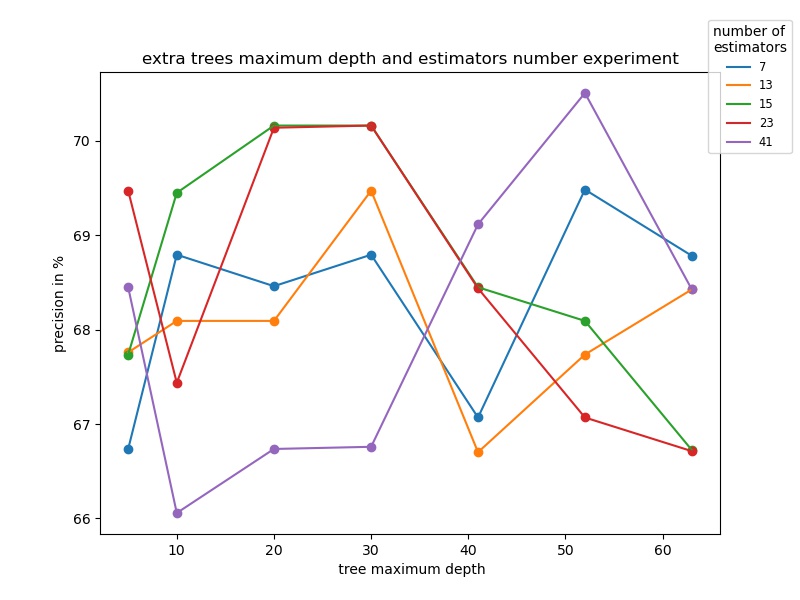 number of
estimators
7
13
15
23
41
extra trees maximum depth and estimators number experiment
70
69
68
67
66
precision in %
10 20 30 40 50 60
tree maximum depth